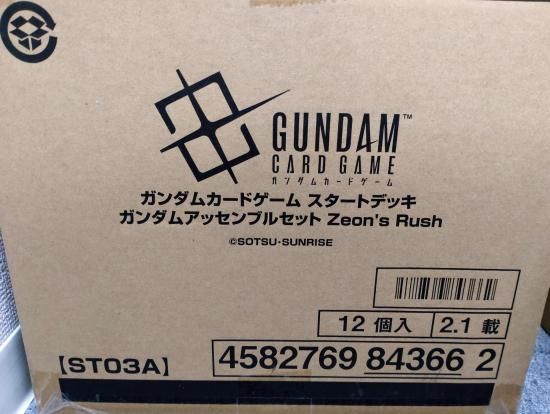 GUNDAM™
CARD GAME
ガンダムカードゲーム
ガンダムカードゲーム スタートデッキ
ガンダムアッセンブルセット Zeon's Rush
©SOTSU・SUNRISE
12 個入 2.1 載
【ST03A】 4582769 84366 2